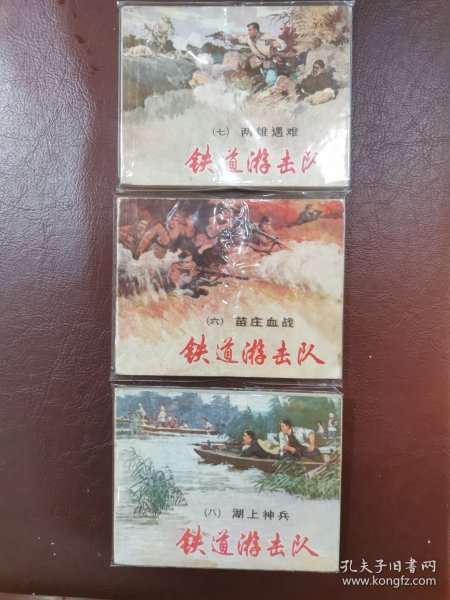 (七) 两雄遇难
铁道游击队
(六) 苗庄血战
铁道游击队
(八) 湖上神兵
铁道游击队
孔夫子旧书网
www.kongfz.com